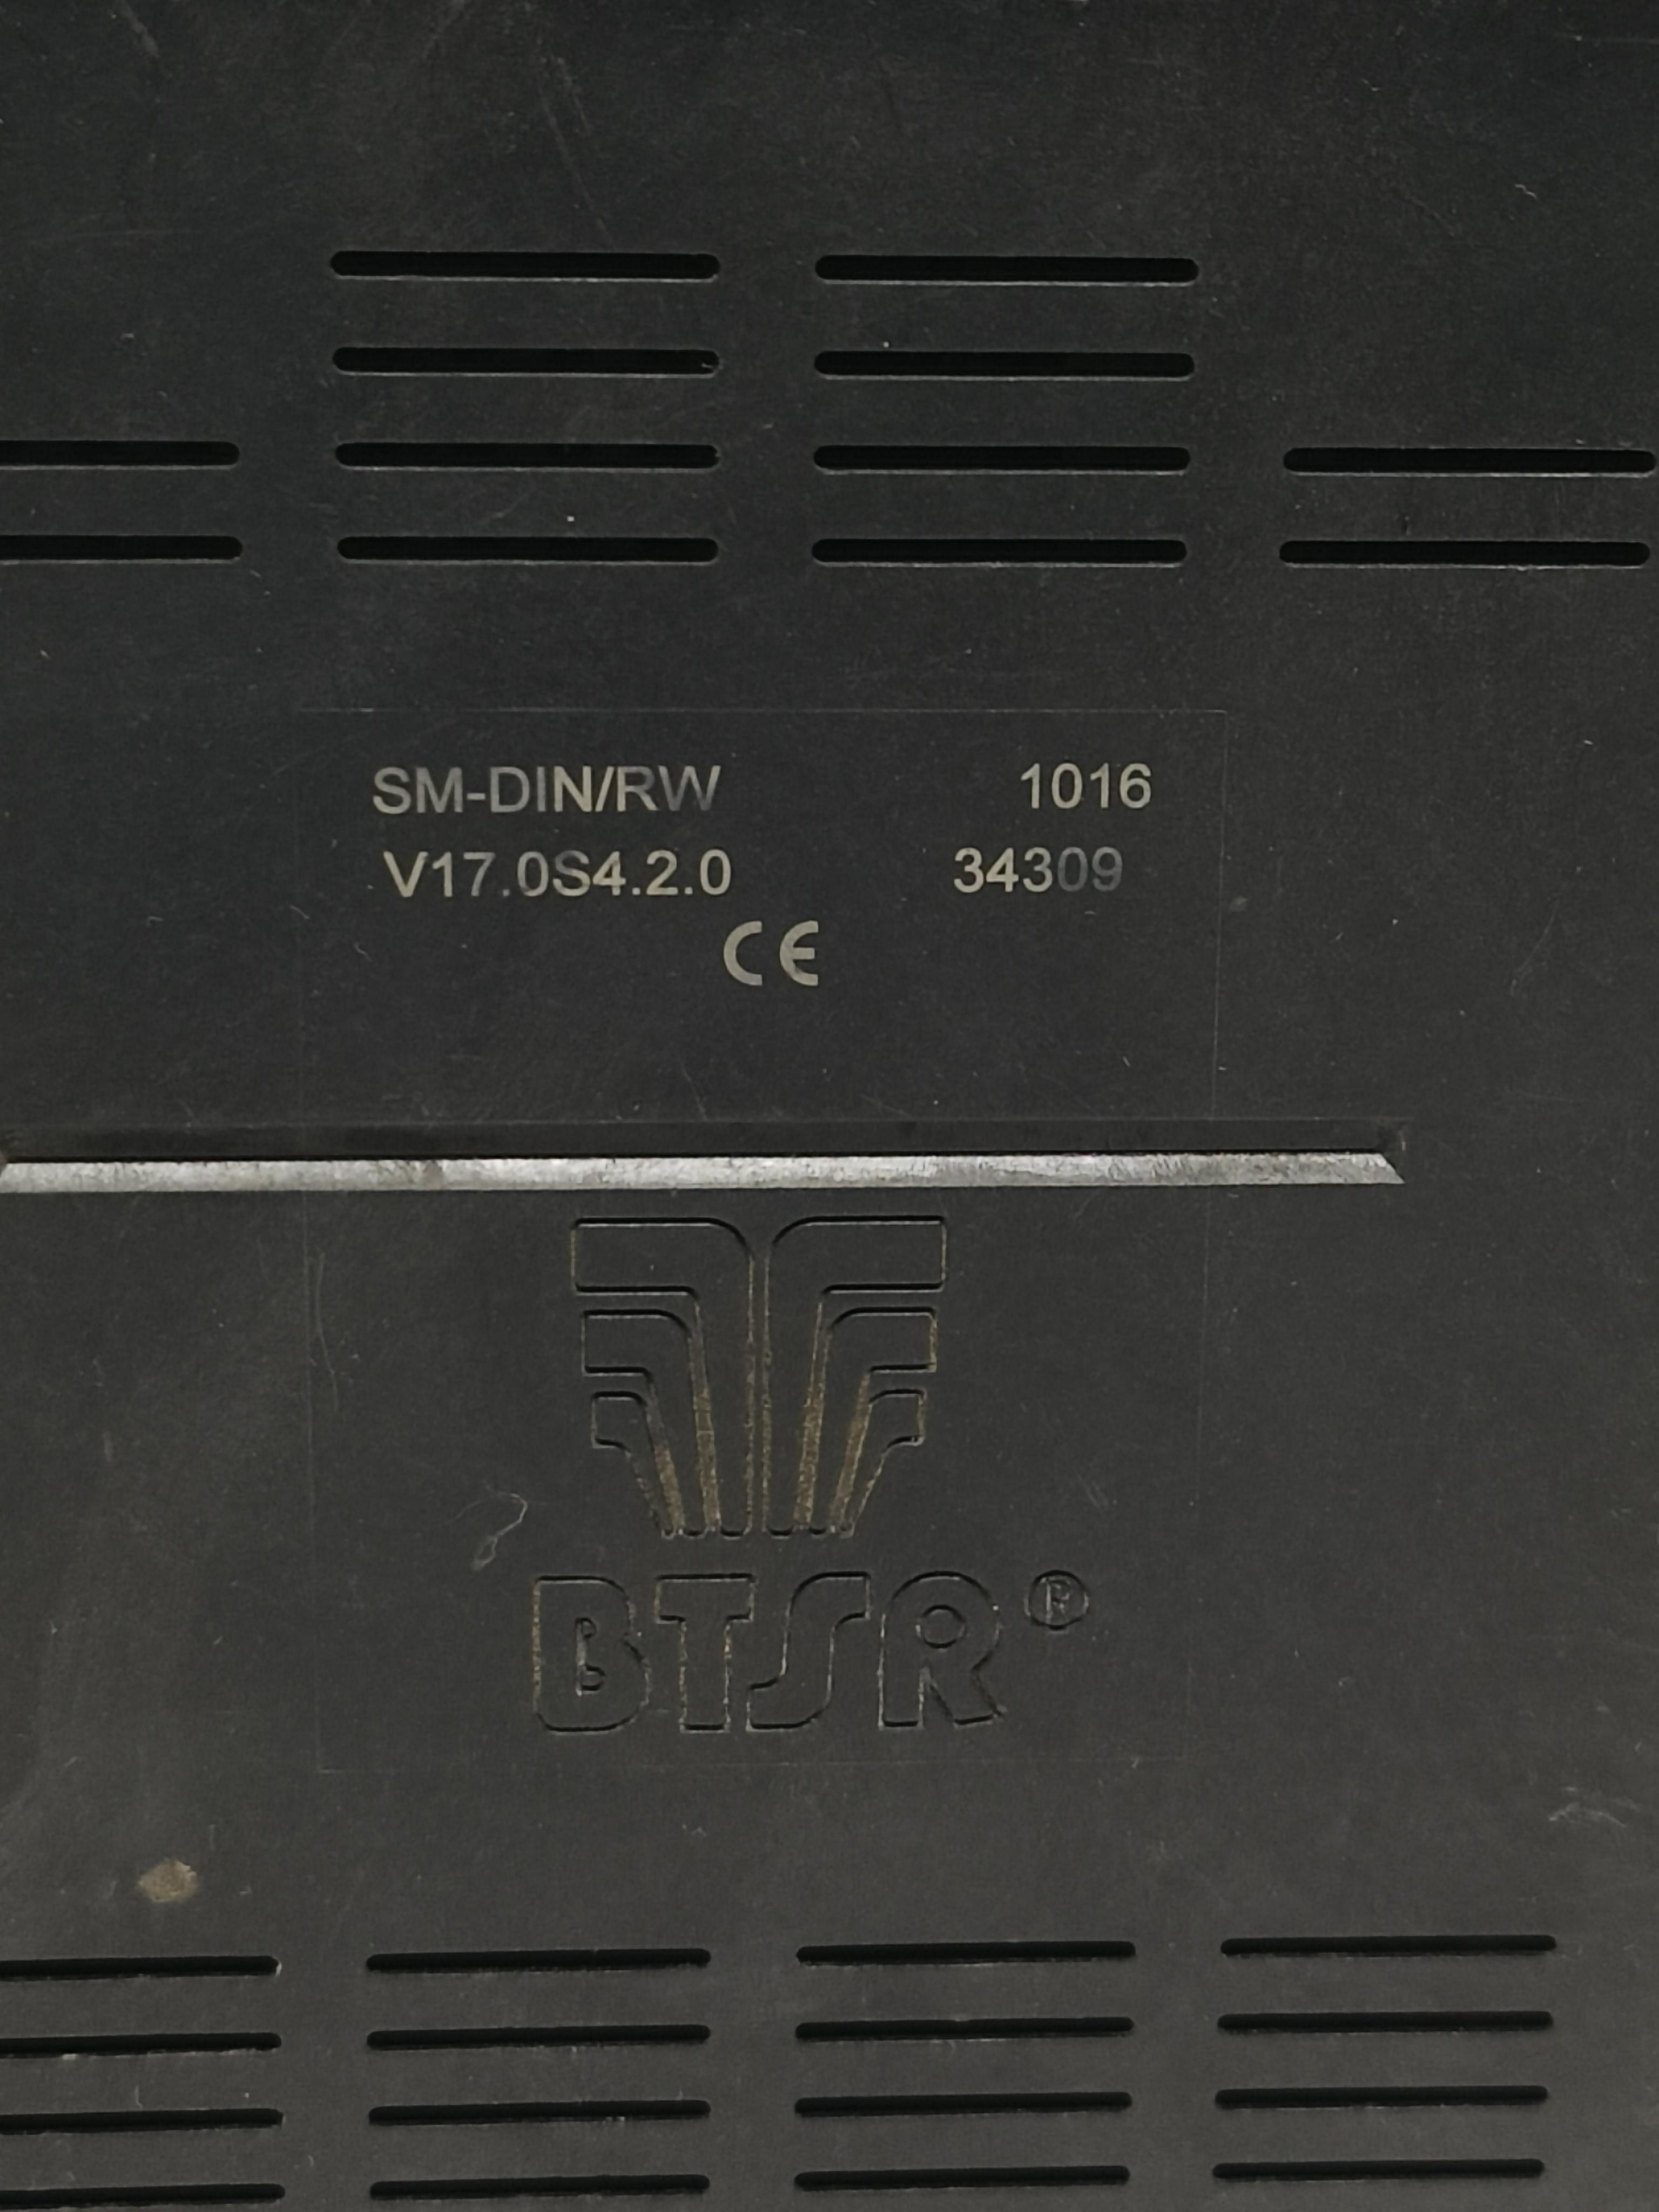 SM-DIN/RW 1016
V17.0S4.2.0 34309
CE
BTSR®